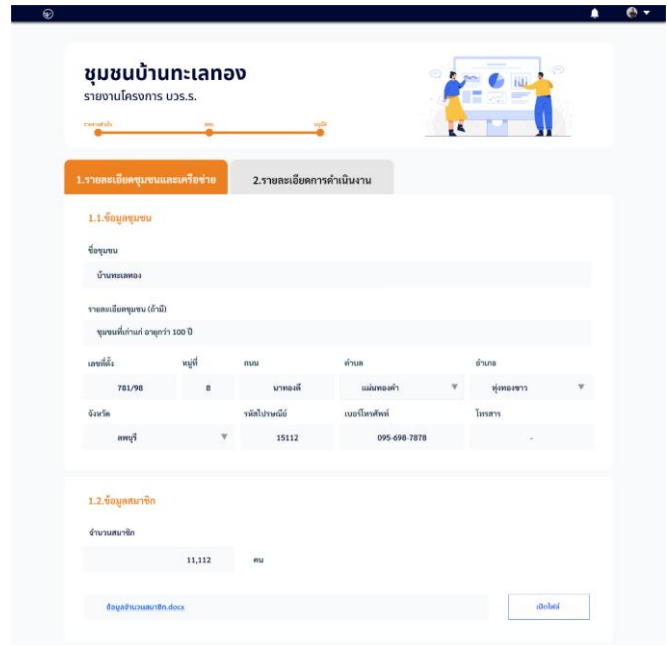 ชุมชนบ้านทะเลทอง
รายงานโครงการ บวร.ร.
อนุมัติ
1.รายละเอียดชุมชนและเครือข่าย 2.รายละเอียดการดำเนินงาน
1.1.ข้อมูลชุมชน
ชื่อชุมชน
บ้านทะเลทอง
รายละเอียดชุมชน (ถ้ามี)
ชุมชนที่เก่าแก่ อายุกว่า 100 ปี
เลขที่ตั้ง หมู่ที่ ถนน ตำบล อำเภอ
781/98 8 นาทองดี แผ่นทองคำ ทุ่งทองขาว
จังหวัด รหัสไปรษณีย์ เบอร์โทรศัพท์ โทรสาร
ลพบุรี 15112 095-698-7878 -
1.2.ข้อมูลสมาชิก
จำนวนสมาชิก
11,112 คน
ข้อมูลจำนวนสมาชิก.docx เปิดไฟล์